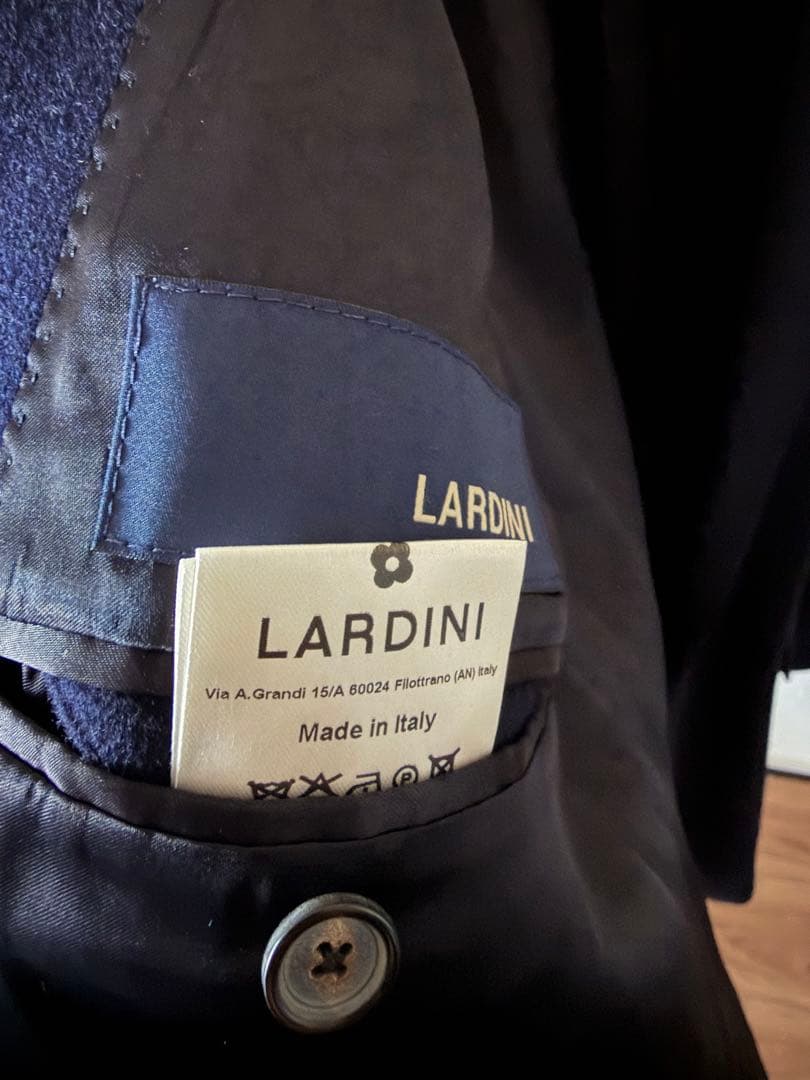 LARDINI
LARDINI
Via A.Grandi 15/A 60024 Filottrano (AN) Italy
Made in Italy
P